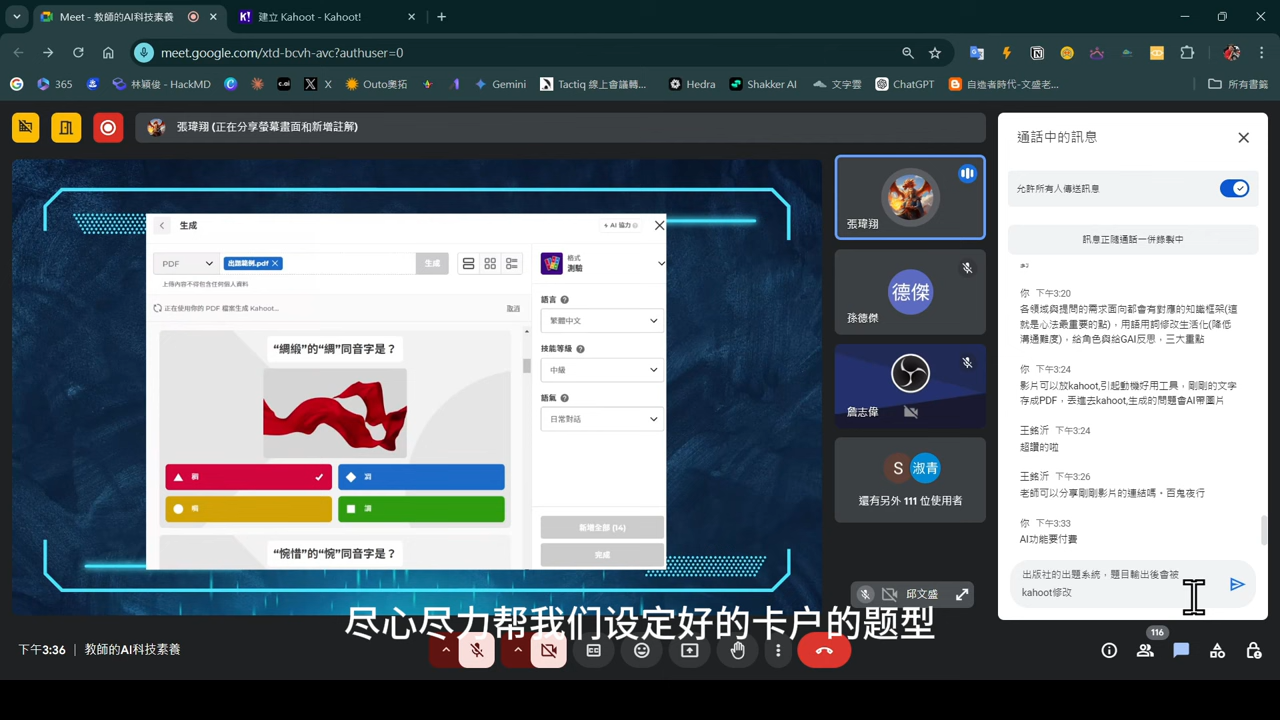 Meet - 教師的AI科技素養
建立 Kahoot - Kahoot!
meet.google.com/xtd-bcvh-avc?authuser=0
365
林穎俊 - HackMD
X
Outo奧拓
Gemini
Tactiq 線上會議轉...
Hedra
Shakker AI
文字雲
ChatGPT
自造者時代-文盛老...
所有書籤
張瑋翔 (正在分享螢幕畫面和新增註解)
生成
AI 協力
PDF
出題範例.pdf
生成
上傳內容不得包含任何個人資料
正在使用你的 PDF 檔案生成 Kahoot...
取消
“綢緞”的“綢”同音字是？
“惋惜”的“惋”同音字是？
格式
測驗
語言
繁體中文
技能等級
中級
語氣
日常對話
新增全部 (14)
完成
張瑋翔
孫德傑
德傑
詹志偉
S
淑青
還有另外 111 位使用者
邱文盛
通話中的訊息
允許所有人傳送訊息
訊息正隨通話一併錄製中
你 下午3:20
各領域與提問的需求面向都會有對應的知識框架(這
就是心法最重要的點)，用語用詞修改生活化(降低
溝通難度)，給角色與給GAI反思，三大重點
你 下午3:24
影片可以放kahoot,引起動機好用工具，剛剛的文字
存成PDF，丟進去kahoot,生成的問題會AI帶圖片
王銘沂 下午3:24
超讚的啦
王銘沂 下午3:26
老師可以分享剛剛影片的連結嗎，百鬼夜行
你 下午3:33
AI功能要付費
出版社的出題系統，題目輸出後會被
kahoot修改
尽心尽力帮我们设定好的卡户的题型
下午3:36
教師的AI科技素養
116